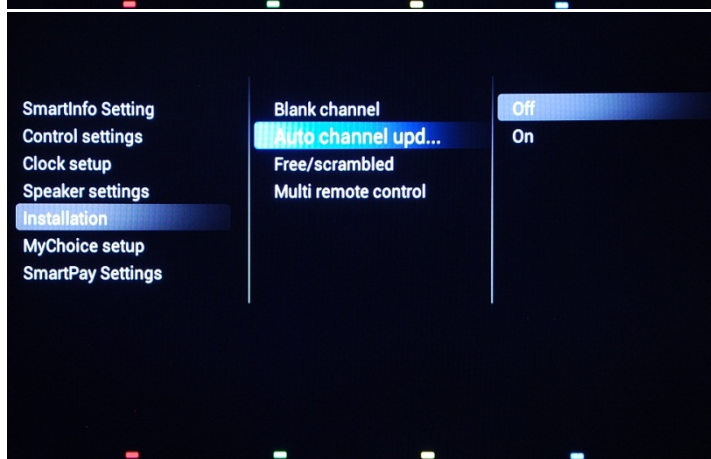 SmartInfo Setting
Control settings
Clock setup
Speaker settings
Installation
MyChoice setup
SmartPay Settings
Blank channel
Auto channel upd...
Free/scrambled
Multi remote control
Off
On